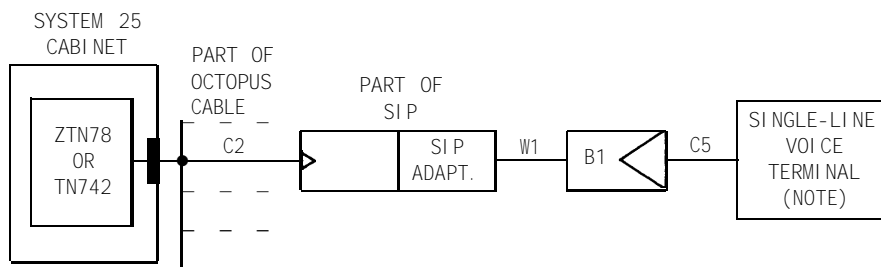 SYSTEM 25
CABINET
ZTN78
OR
TN742
PART OF
OCTOPUS
CABLE
C2
PART OF
SIP
SIP
ADAPT.
W1
B1
C5
SINGLE-LINE
VOICE
TERMINAL
(NOTE)